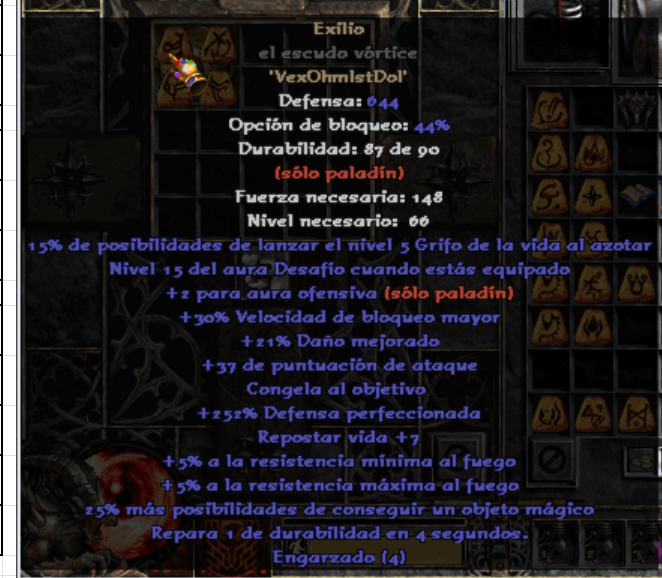 Exilio
el escudo vórtice
'VexOhmIstDol'
Defensa: 644
Opción de bloqueo: 44%
Durabilidad: 87 de 90
(sólo paladín)
Fuerza necesaria: 148
Nivel necesario: 66
15% de posibilidades de lanzar el nivel 5 Grifo de la vida al azotar
Nivel 15 del aura Desafío cuando estás equipado
+2 para aura ofensiva (sólo paladín)
+30% Velocidad de bloqueo mayor
+21% Daño mejorado
+37 de puntuación de ataque
Congela al objetivo
+252% Defensa perfeccionada
Repostar vida +7
+5% a la resistencia mínima al fuego
+5% a la resistencia máxima al fuego
25% más posibilidades de conseguir un objeto mágico
Repara 1 de durabilidad en 4 segundos.
Engarzado (4)